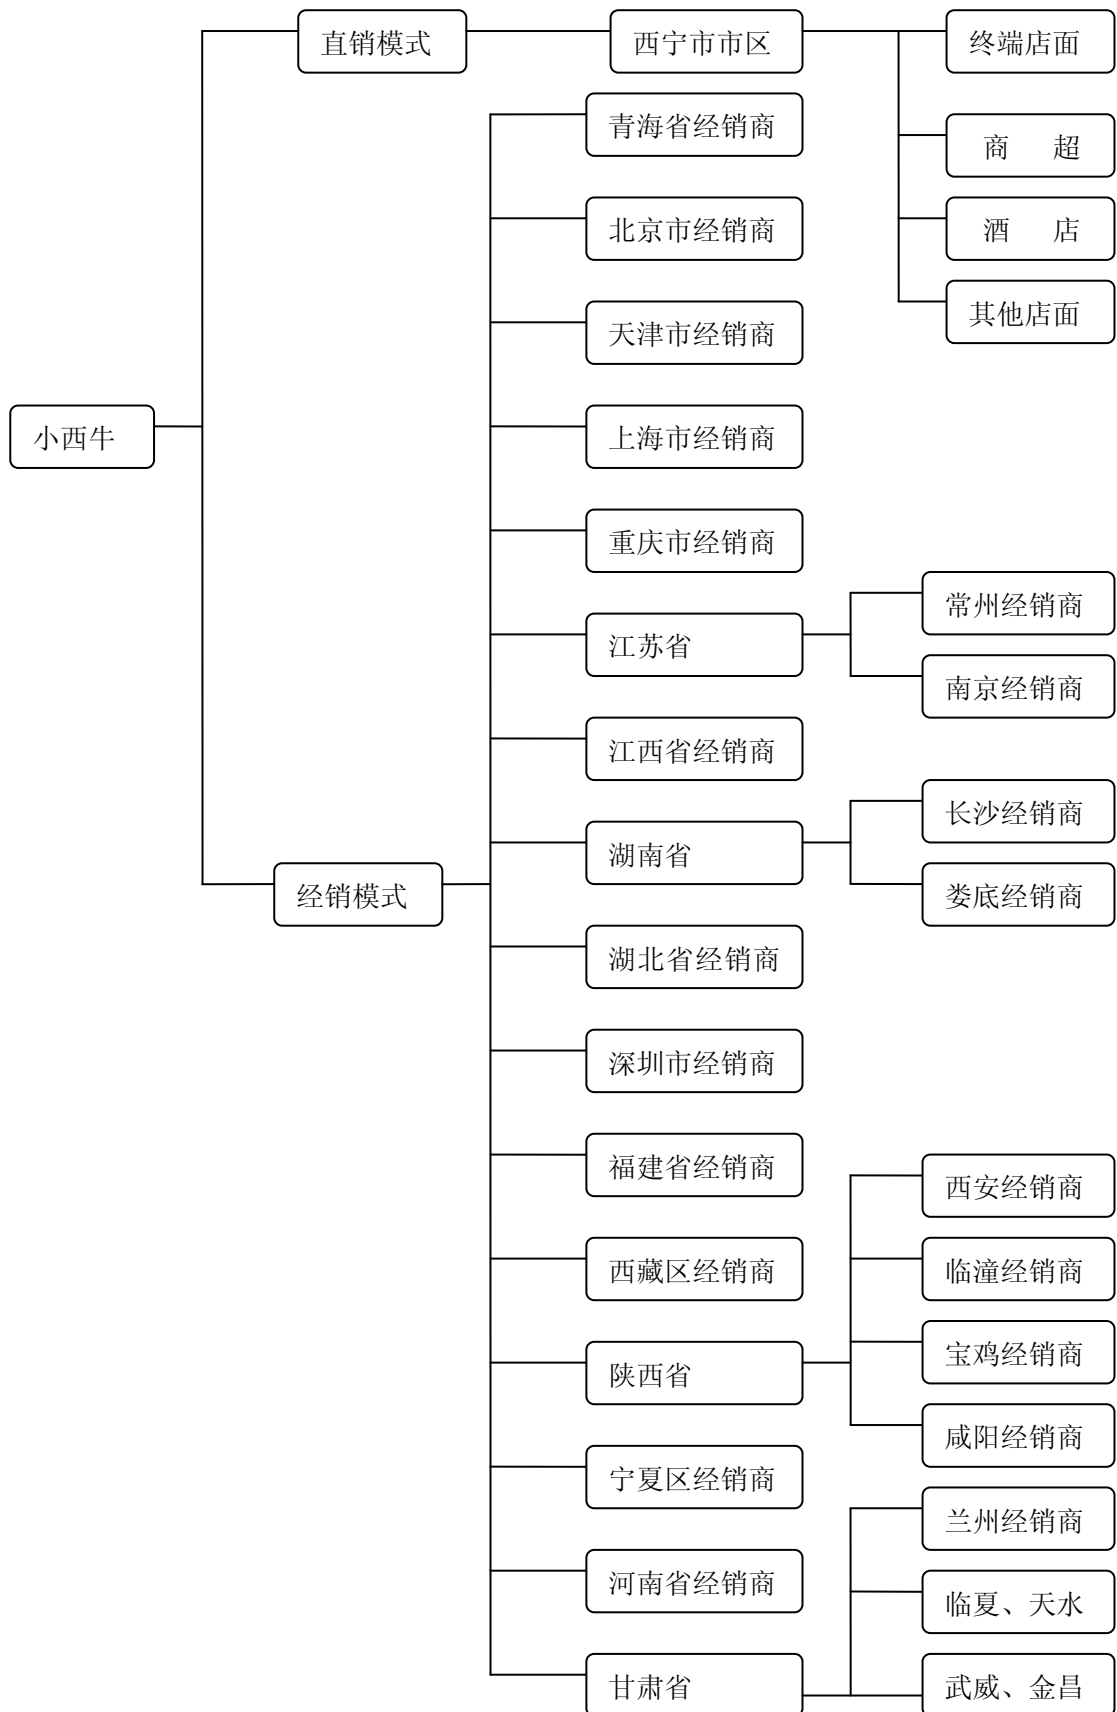 直销模式
西宁市市区
终端店面
青海省经销商
商 超
北京市经销商
酒 店
天津市经销商
其他店面
小西牛
上海市经销商
重庆市经销商
常州经销商
江苏省
南京经销商
江西省经销商
长沙经销商
湖南省
经销模式
娄底经销商
湖北省经销商
深圳市经销商
福建省经销商
西安经销商
西藏区经销商
临潼经销商
陕西省
宝鸡经销商
咸阳经销商
宁夏区经销商
兰州经销商
河南省经销商
临夏、天水
甘肃省
武威、金昌